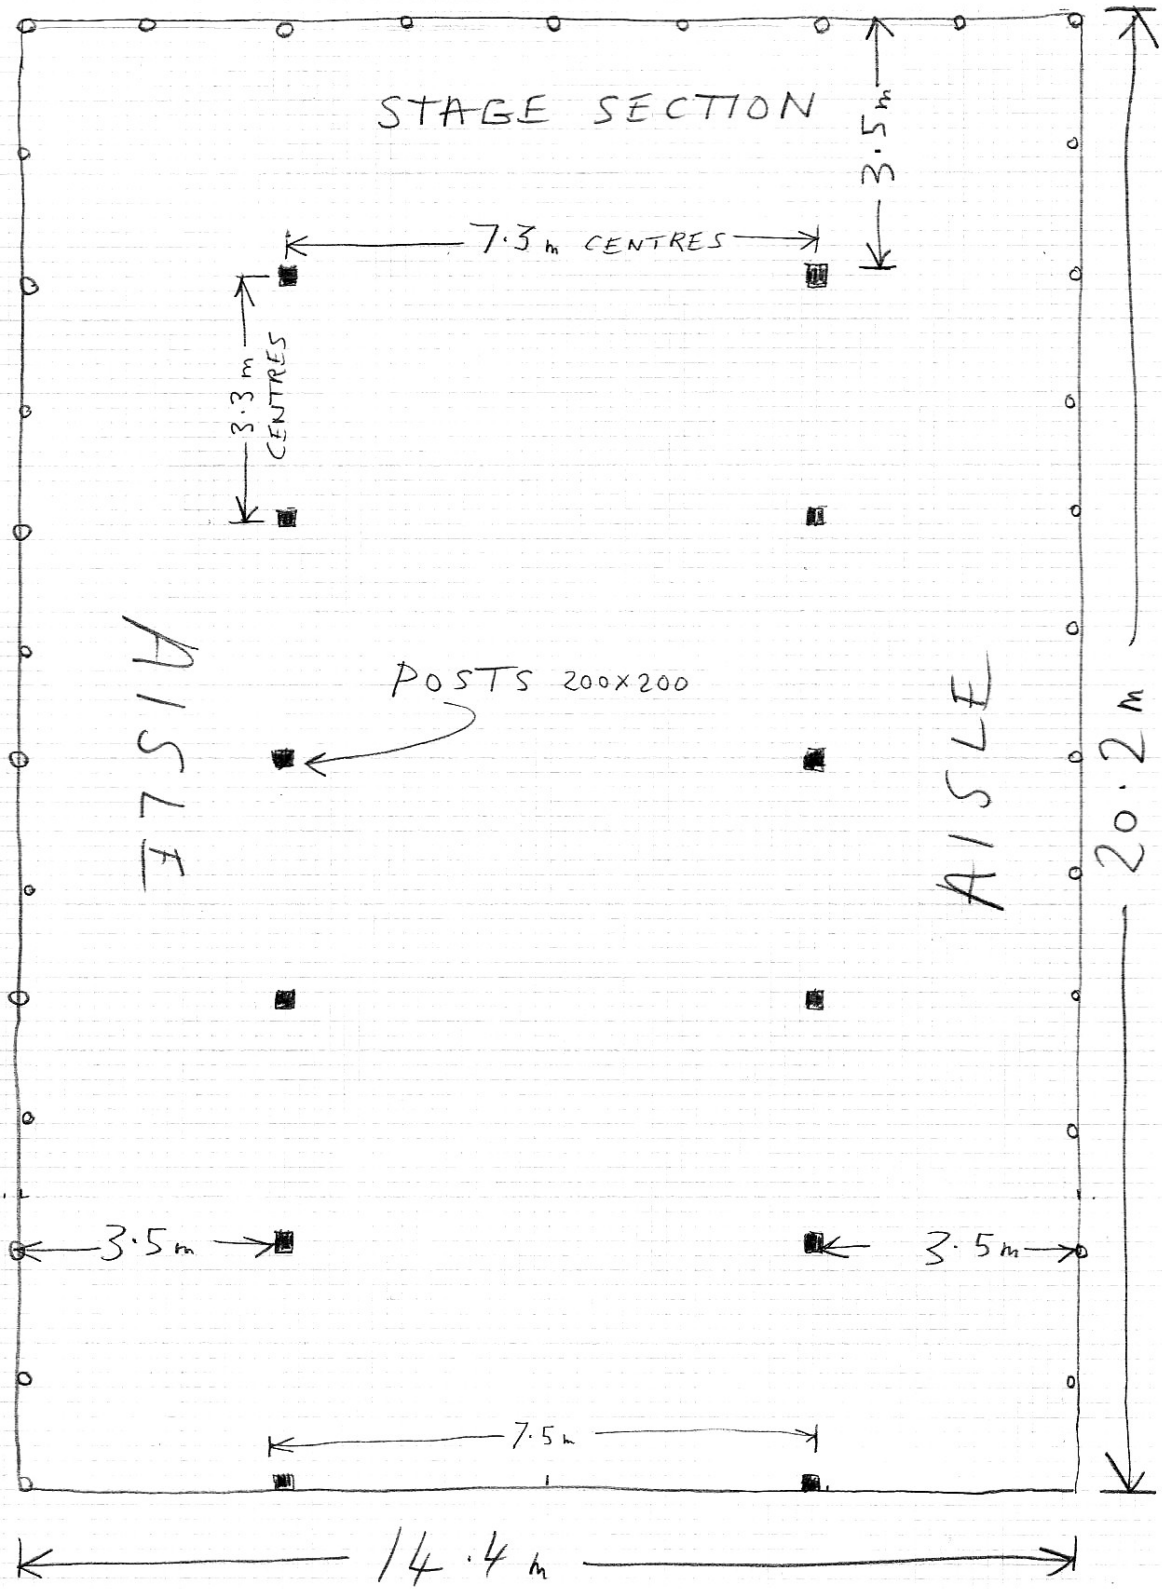 STAGE SECTION
3.5m
7.3m CENTRES
3.3m
CENTRES
POSTS 200x200
AISLE
AISLE
20.2m
3.5m
3.5m
7.5m
14.4m